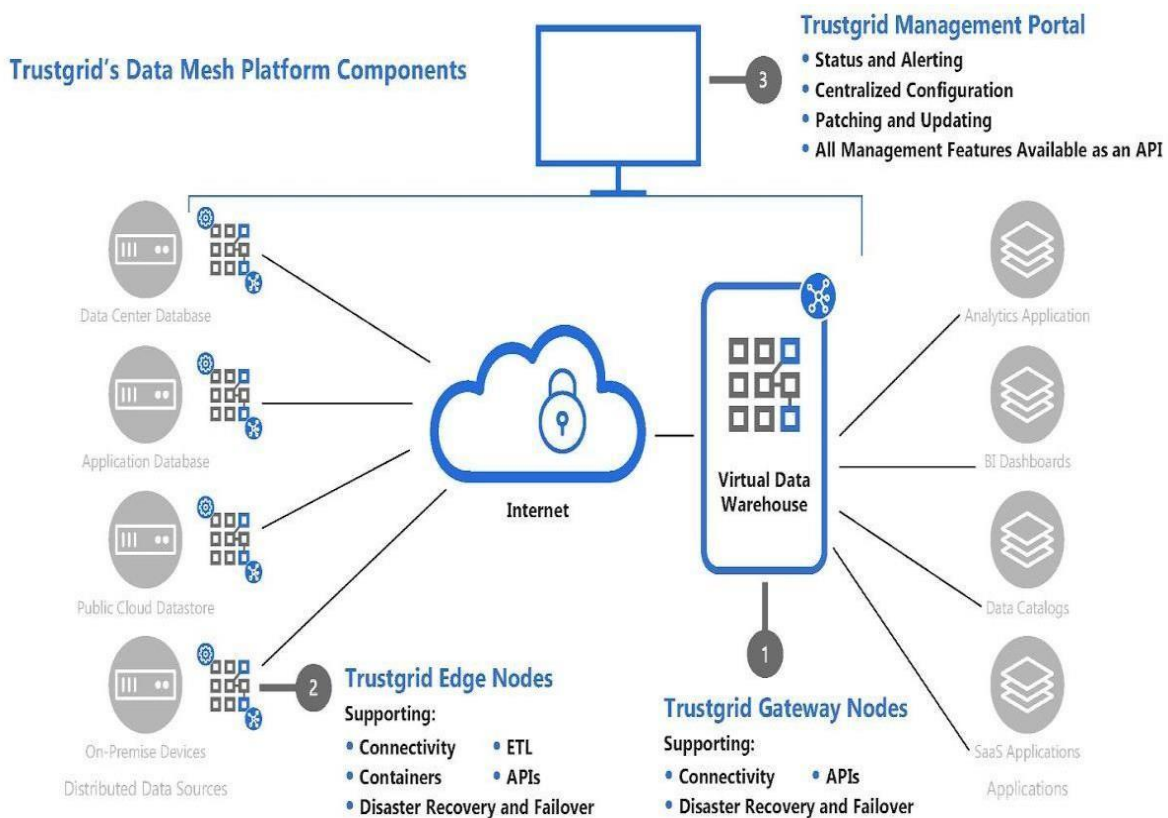 Trustgrid's Data Mesh Platform Components
Trustgrid Management Portal
3
• Status and Alerting
• Centralized Configuration
• Patching and Updating
• All Management Features Available as an API
Data Center Database
Application Database
Public Cloud Datastore
On-Premise Devices
Distributed Data Sources
Internet
Virtual Data
Warehouse
Analytics Application
BI Dashboards
Data Catalogs
SaaS Applications
Applications
2
Trustgrid Edge Nodes
Supporting:
• Connectivity • ETL
• Containers • APIs
• Disaster Recovery and Failover
1
Trustgrid Gateway Nodes
Supporting:
• Connectivity • APIs
• Disaster Recovery and Failover